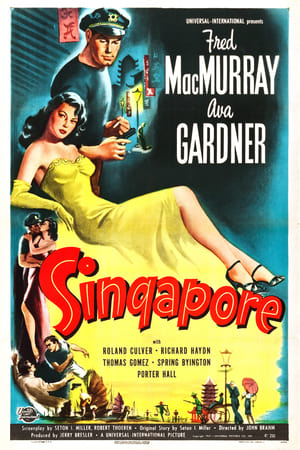 UNIVERSAL-INTERNATIONAL presents
Fred
MacMURRAY
Ava
GARDNER
Singapore
with
ROLAND CULVER · RICHARD HAYDN
THOMAS GOMEZ · SPRING BYINGTON
PORTER HALL
Screenplay by SETON I. MILLER, ROBERT THOEREN · Original Story by Seton I. Miller · Directed by JOHN BRAHM
Produced by JERRY BRESLER · A UNIVERSAL-INTERNATIONAL PICTURE